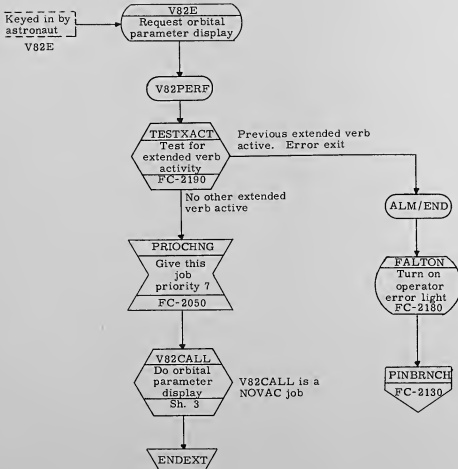 Keyed in by
astronaut
V82E
V82E
Request orbital
parameter display
V82PERF
TESTXACT
Test for
extended verb
activity
FC-2190
Previous extended verb
active. Error exit
No other extended
verb active
ALM/END
PRIOCHNG
Give this
job
priority 7
FC-2050
FALTON
Turn on
operator
error light
FC-2180
V82CALL
Do orbital
parameter
display
Sh. 3
V82CALL is a
NOVAC job
PINBRNCH
FC-2130
ENDEXT